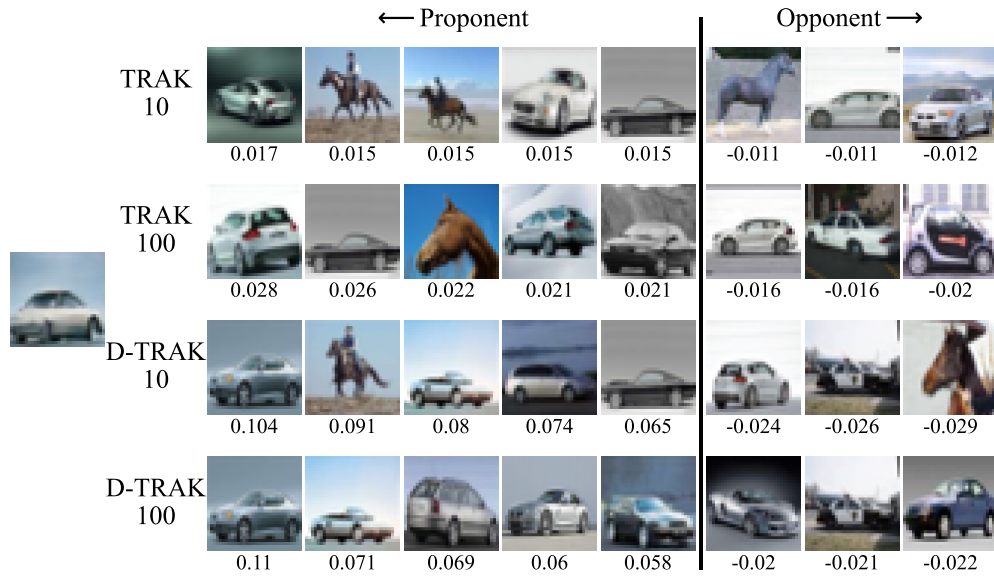 ← Proponent
Opponent →
TRAK
10
0.017 0.015 0.015 0.015 0.015 -0.011 -0.011 -0.012
TRAK
100
0.028 0.026 0.022 0.021 0.021 -0.016 -0.016 -0.02
D-TRAK
10
0.104 0.091 0.08 0.074 0.065 -0.024 -0.026 -0.029
D-TRAK
100
0.11 0.071 0.069 0.06 0.058 -0.02 -0.021 -0.022